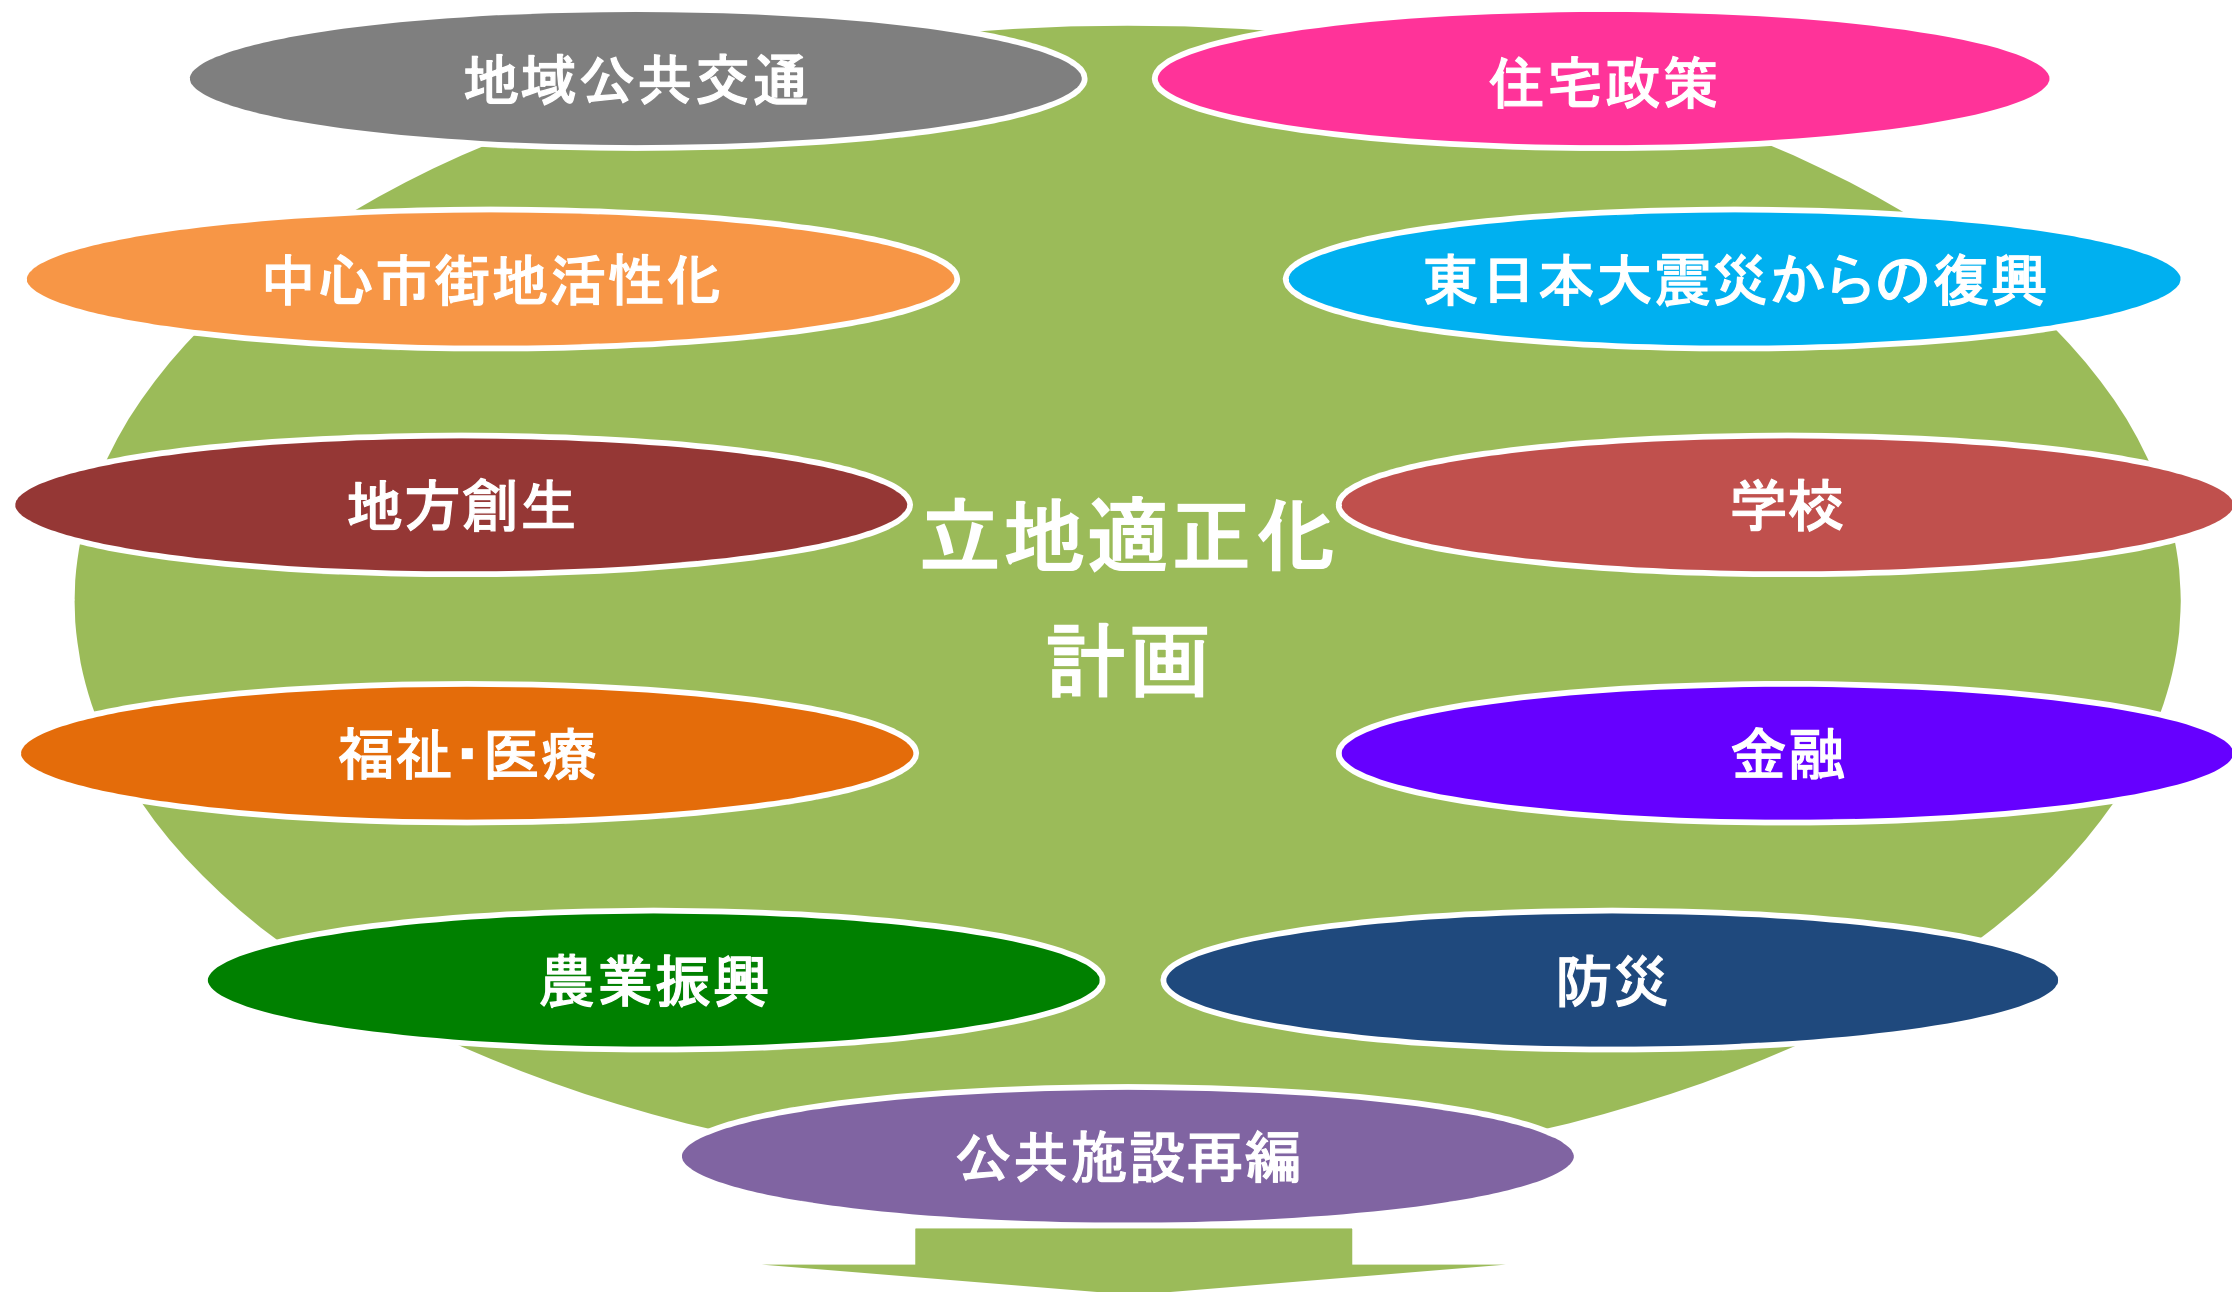 地域公共交通
住宅政策
中心市街地活性化
東日本大震災からの復興
地方創生
学校
立地適正化
計画
福祉・医療
金融
農業振興
防災
公共施設再編